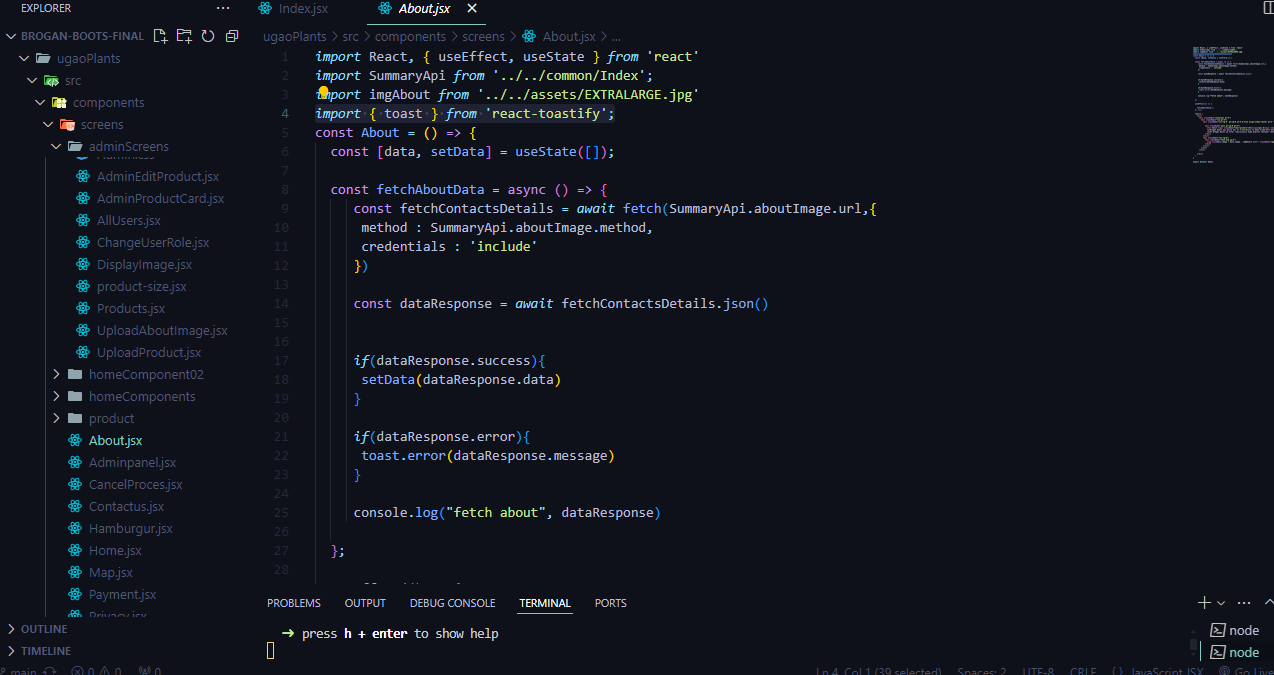 EXPLORER
Index.jsx
About.jsx
BROGAN-BOOTS-FINAL
ugaoPlants > src > components > screens > About.jsx > ...
ugaoPlants
src
components
screens
adminScreens
AdminEditProduct.jsx
AdminProductCard.jsx
AllUsers.jsx
ChangeUserRole.jsx
DisplayImage.jsx
product-size.jsx
Products.jsx
UploadAboutImage.jsx
UploadProduct.jsx
homeComponent02
homeComponents
product
About.jsx
Adminpanel.jsx
CancelProces.jsx
Contactus.jsx
Hamburgur.jsx
Home.jsx
Map.jsx
Payment.jsx
Privacy.jsx
OUTLINE
TIMELINE
1 import React, { useEffect, useState } from 'react'
2 import SummaryApi from '../../common/Index';
3 import imgAbout from '../../assets/EXTRALARGE.jpg'
4 import { toast } from 'react-toastify';
5 const About = () => {
6 const [data, setData] = useState([]);
7
8 const fetchAboutData = async () => {
9 const fetchContactsDetails = await fetch(SummaryApi.aboutImage.url,{
10 method : SummaryApi.aboutImage.method,
11 credentials : 'include'
12 })
13
14 const dataResponse = await fetchContactsDetails.json()
15
16
17 if(dataResponse.success){
18 setData(dataResponse.data)
19 }
20
21 if(dataResponse.error){
22 toast.error(dataResponse.message)
23 }
24
25 console.log("fetch about", dataResponse)
26
27 };
28
PROBLEMS OUTPUT DEBUG CONSOLE TERMINAL PORTS
➜ press h + enter to show help
node
node
main 0 0 0 Ln 4, Col 1 (39 selected) Spaces: 2 UTF-8 CRLF {} JavaScript JSX Go Live